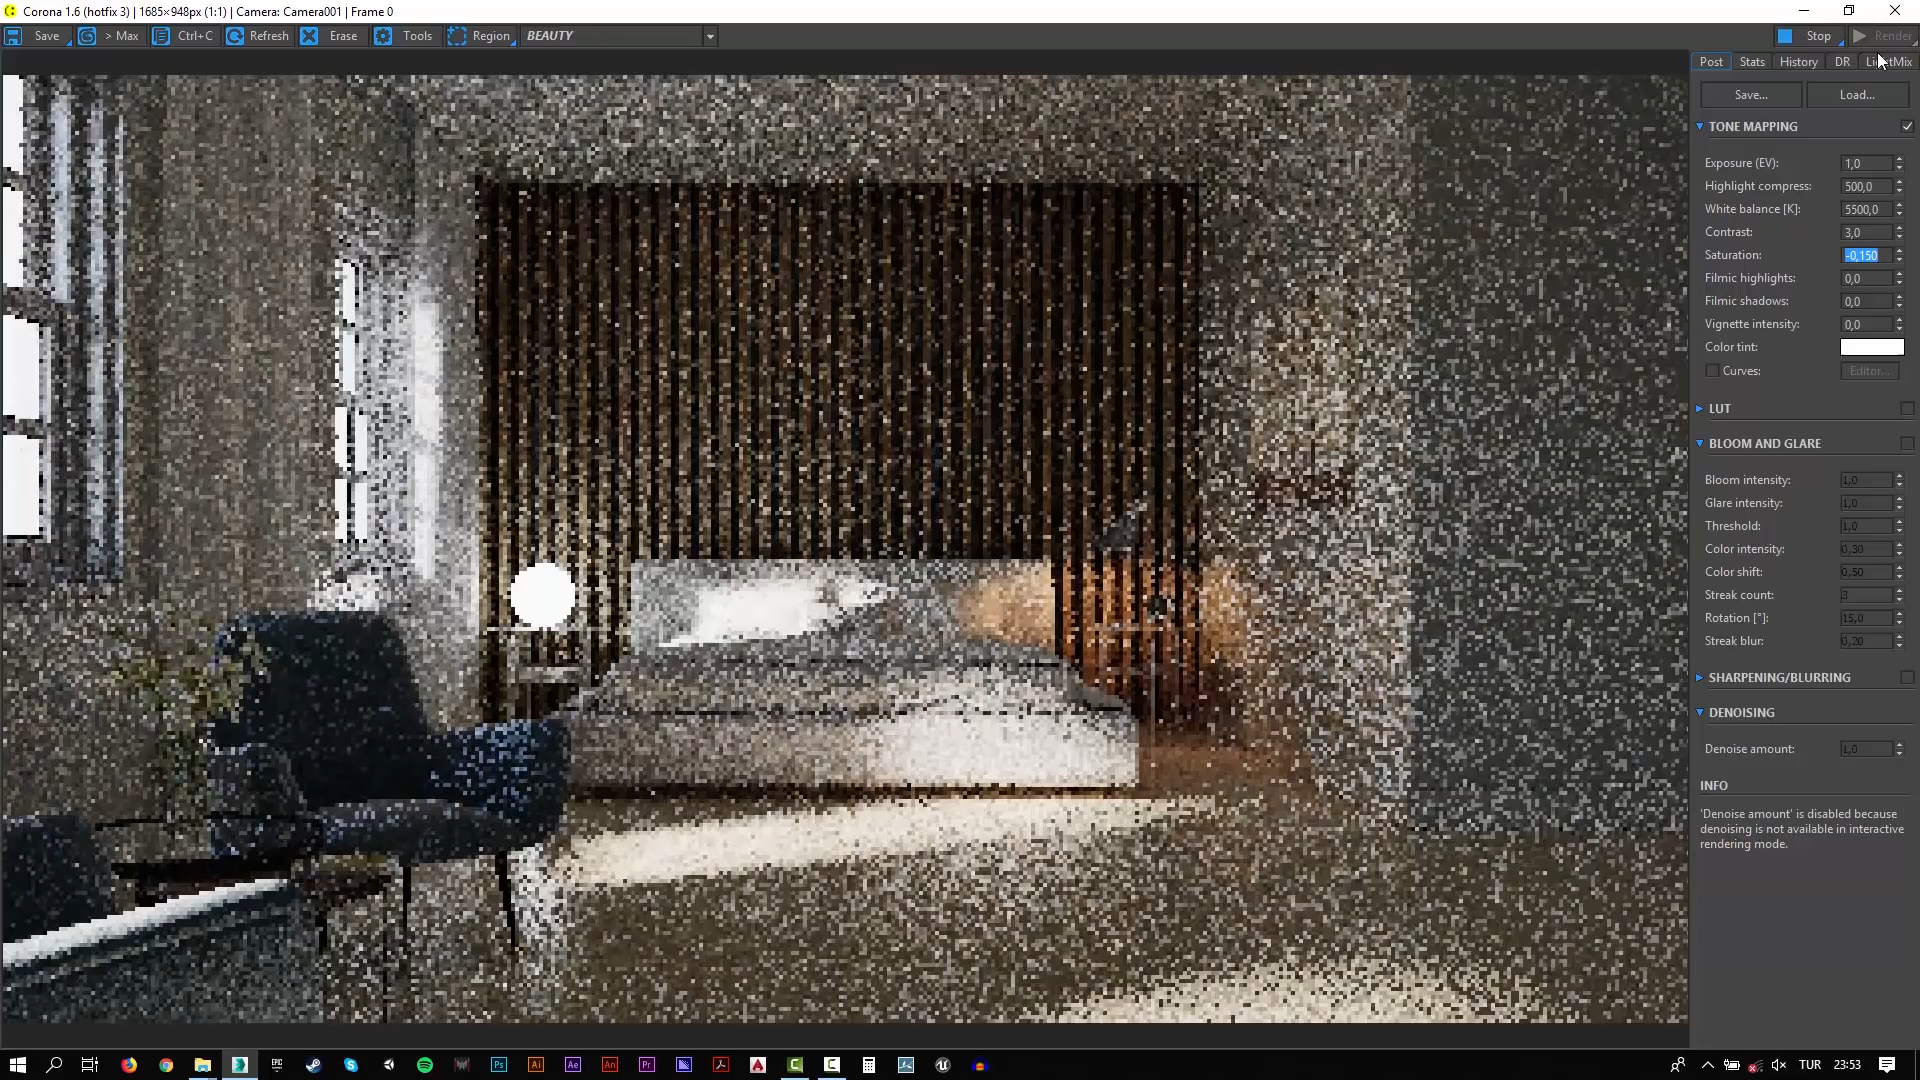 Corona 1.6 (hotfix 3) | 1685×948px (1:1) | Camera: Camera001 | Frame 0
Save > Max Ctrl+C Refresh Erase Tools Region BEAUTY Stop Render
Post Stats History DR
Save... Load...
TONE MAPPING
Exposure (EV): 1,0
Highlight compress: 500,0
White balance [K]: 5500,0
Contrast: 3,0
Saturation: -0,150
Filmic highlights: 0,0
Filmic shadows: 0,0
Vignette intensity: 0,0
Color tint:
Curves: Editor...
LUT
BLOOM AND GLARE
Bloom intensity: 1,0
Glare intensity: 1,0
Threshold: 1,0
Color intensity: 0,30
Color shift: 0,50
Streak count: 3
Rotation [°]: 15,0
Streak blur: 0,20
SHARPENING/BLURRING
DENOISING
Denoise amount: 1,0
INFO
'Denoise amount' is disabled because
denoising is not available in interactive
rendering mode.
EPIC Ps Ai Ae An Pr
TUR 23:53